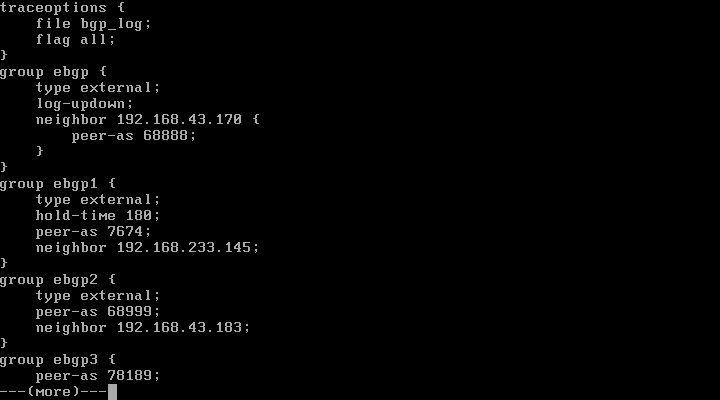 traceoptions {
    file bgp_log;
    flag all;
}
group ebgp {
    type external;
    log-updown;
    neighbor 192.168.43.170 {
        peer-as 68888;
    }
}
group ebgp1 {
    type external;
    hold-time 180;
    peer-as 7674;
    neighbor 192.168.233.145;
}
group ebgp2 {
    type external;
    peer-as 68999;
    neighbor 192.168.43.183;
}
group ebgp3 {
    peer-as 78189;
---(more)---